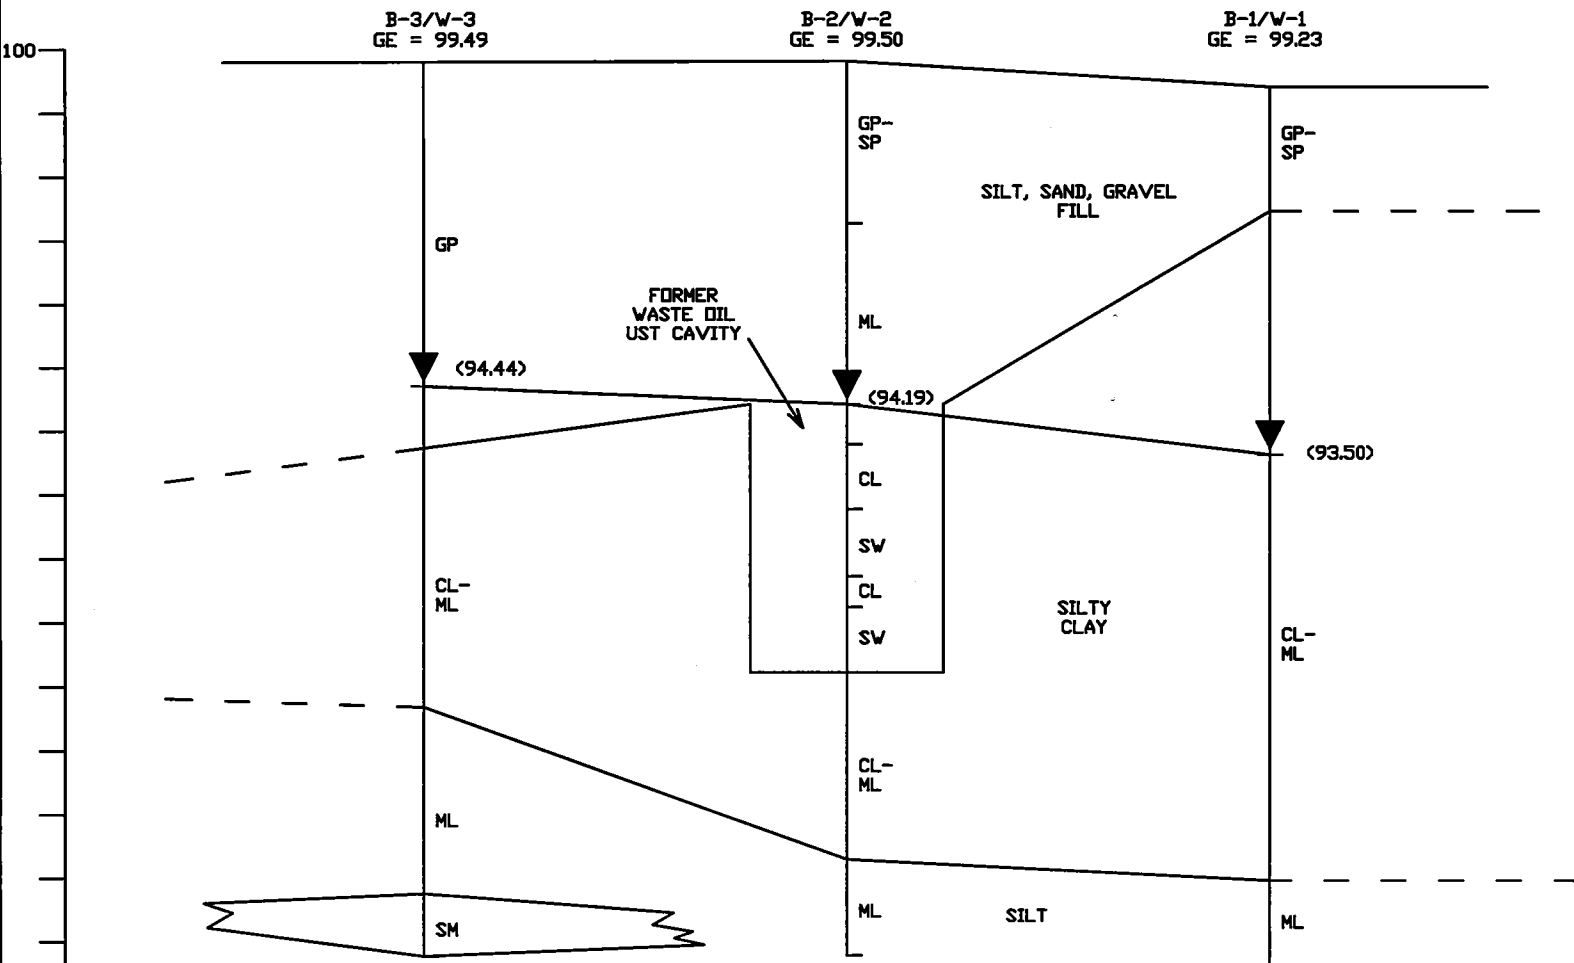 B-3/W-3
GE = 99.49
B-2/W-2
GE = 99.50
B-1/W-1
GE = 99.23
100
GP-
SP
GP-
SP
SILT, SAND, GRAVEL
FILL
GP
FORMER
WASTE OIL
UST CAVITY
ML
(94.44)
(94.19)
(93.50)
CL
SW
CL-
ML
CL
SILTY
CLAY
SW
CL-
ML
CL-
ML
ML
ML
SILT
ML
SM